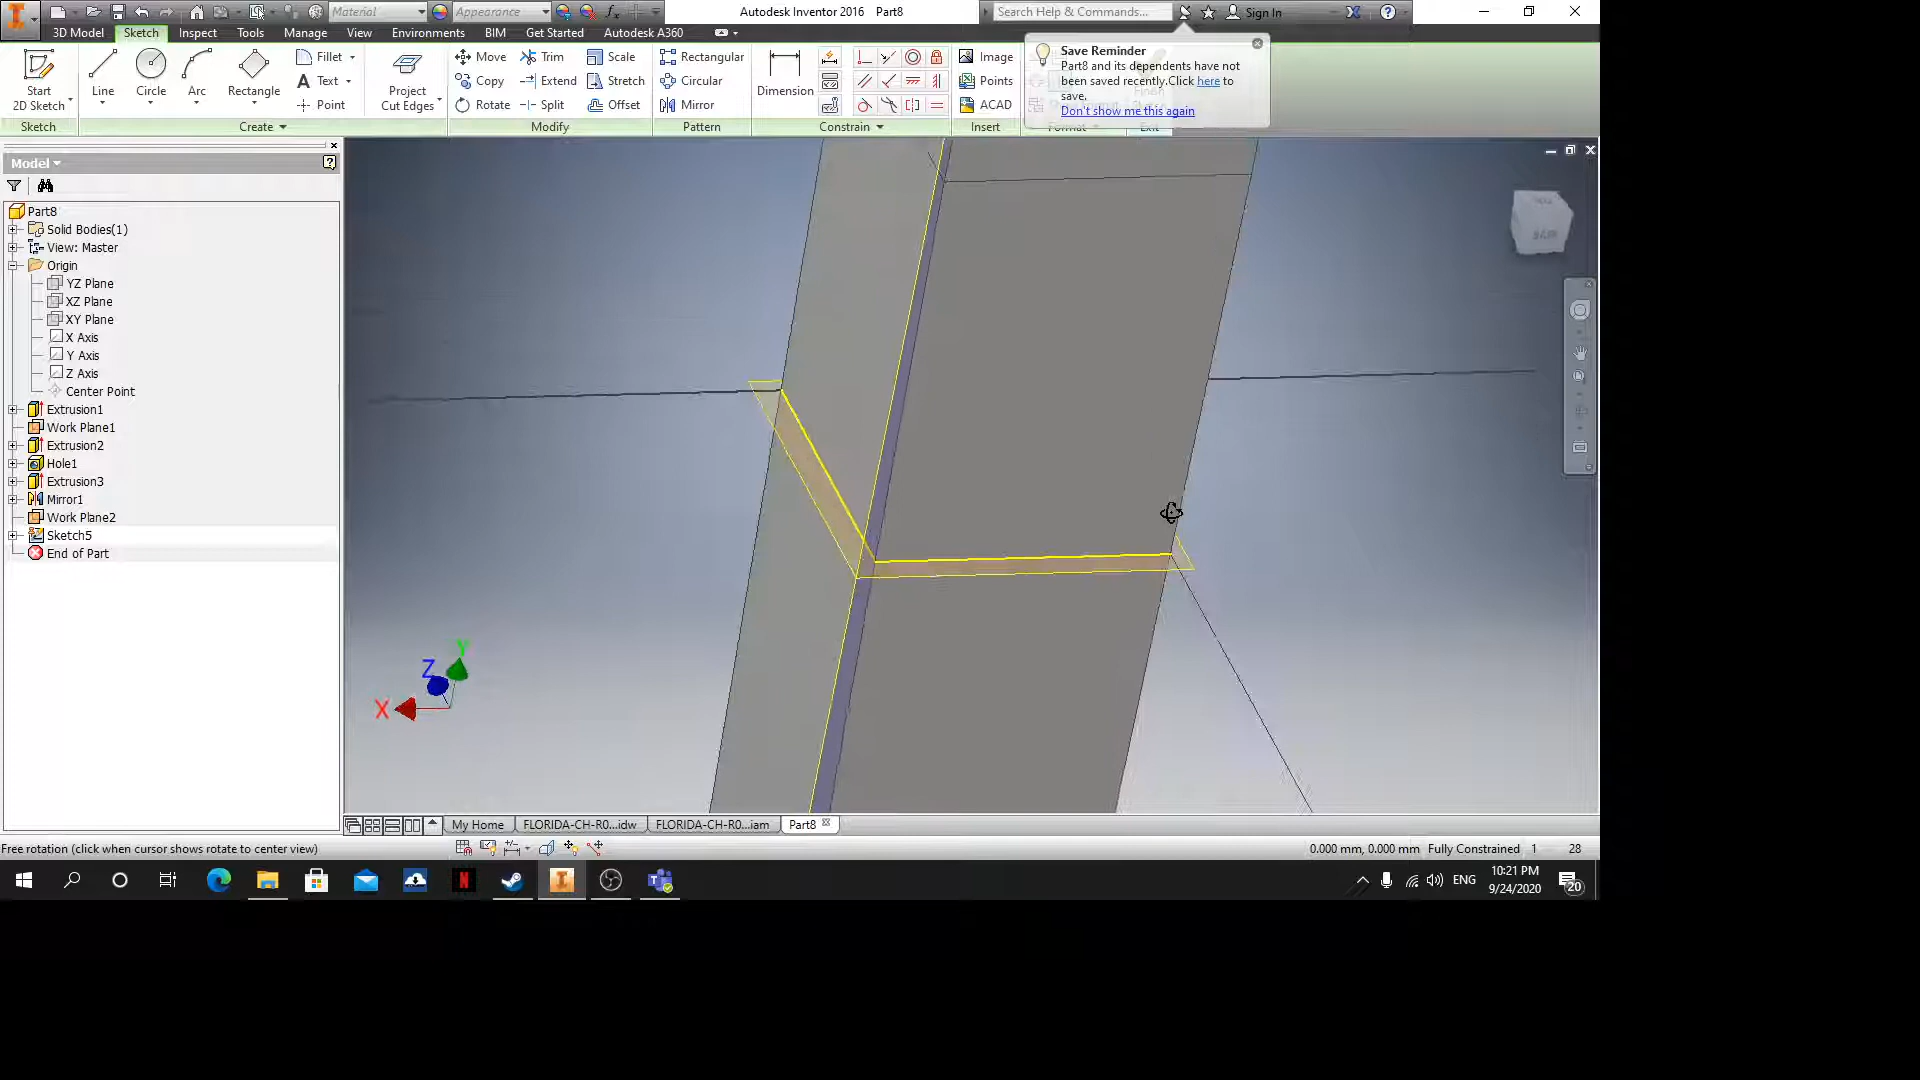 Material
Appearance
Autodesk Inventor 2016 Part8
Search Help & Commands...
Sign In
3D Model Sketch Inspect Tools Manage View Environments BIM Get Started Autodesk A360
Start
2D Sketch
Line
Circle
Arc
Rectangle
Fillet
Text
Point
Project
Cut Edges
Move
Copy
Rotate
Trim
Extend
Split
Scale
Stretch
Offset
Rectangular
Circular
Mirror
Dimension
Image
Points
ACAD
Save Reminder
Part8 and its dependents have not
been saved recently.Click here to
save.
Don't show me this again
Sketch Create Modify Pattern Constrain Insert Format Exit
Model
Part8
Solid Bodies(1)
View: Master
Origin
YZ Plane
XZ Plane
XY Plane
X Axis
Y Axis
Z Axis
Center Point
Extrusion1
Work Plane1
Extrusion2
Hole1
Extrusion3
Mirror1
Work Plane2
Sketch5
End of Part
Y
Z
X
My Home FLORIDA-CH-R0...idw FLORIDA-CH-R0...iam Part8
Free rotation (click when cursor shows rotate to center view)
0.000 mm, 0.000 mm Fully Constrained 1 28
ENG
10:21 PM
9/24/2020
20